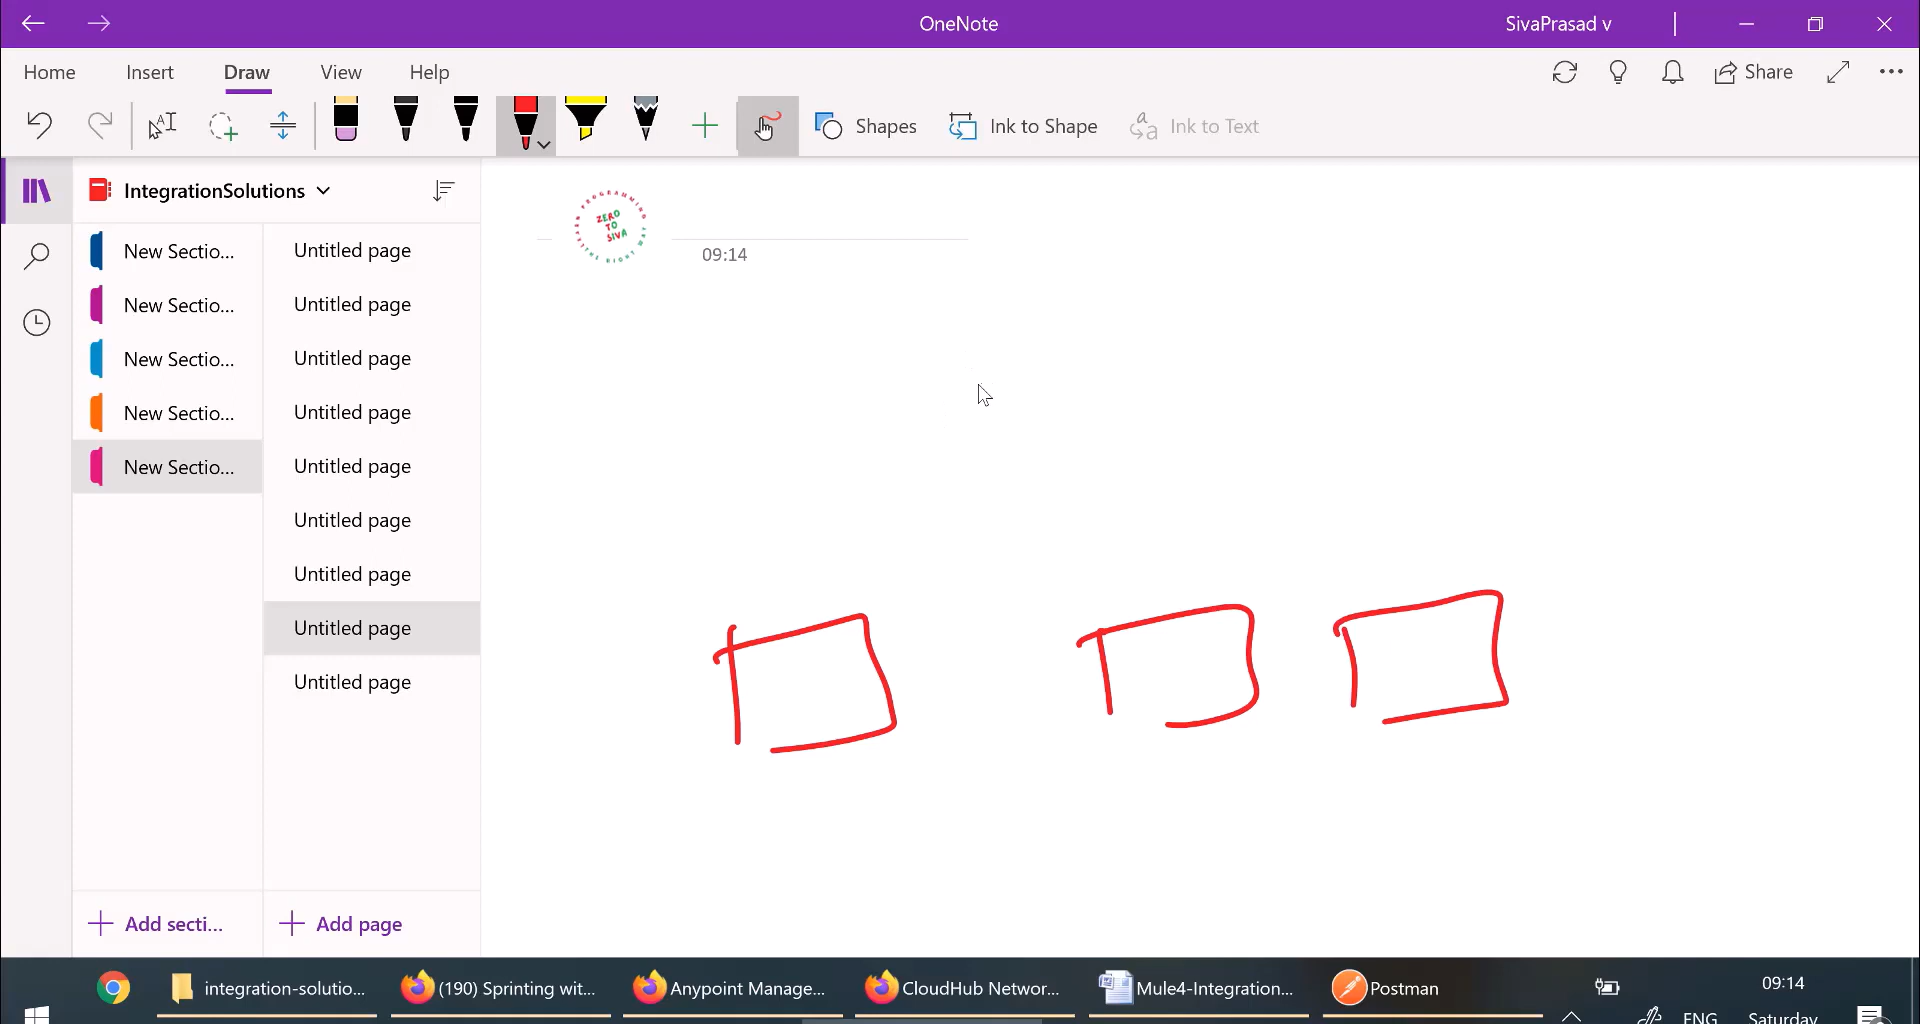 OneNote
SivaPrasad v
Home Insert Draw View Help
Share
Shapes
Ink to Shape
Ink to Text
IntegrationSolutions
New Sectio...
New Sectio...
New Sectio...
New Sectio...
New Sectio...
Untitled page
Untitled page
Untitled page
Untitled page
Untitled page
Untitled page
Untitled page
Untitled page
Untitled page
Add secti...
Add page
ZERO
TO
SIVA
09:14
integration-solutio...
(190) Sprinting wit...
Anypoint Manage...
CloudHub Networ...
Mule4-Integration...
Postman
09:14
ENG
Saturday